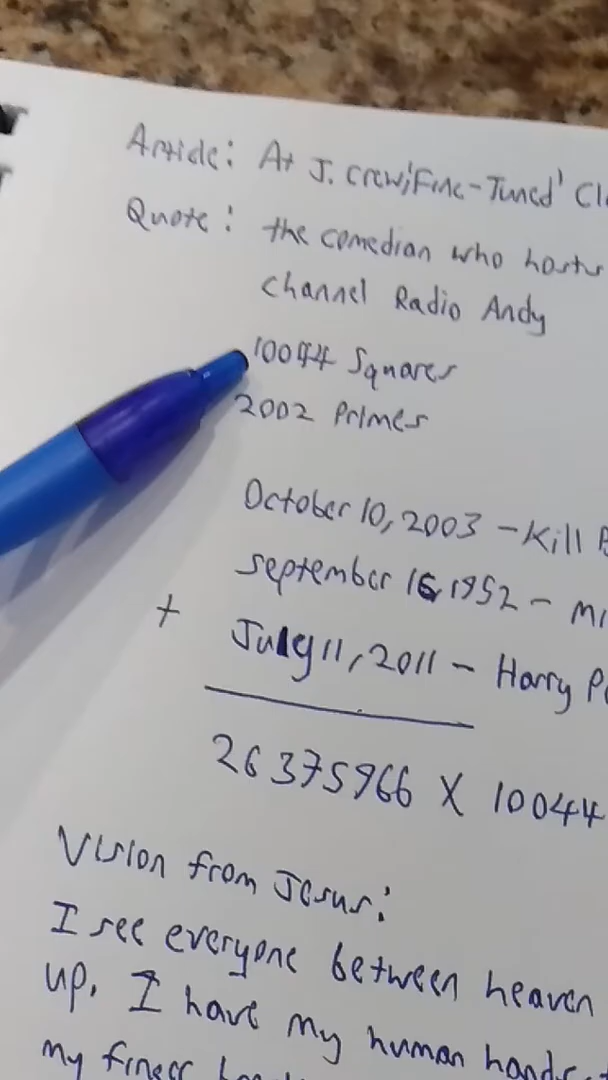 Article: At J. Crew, 'Fine-Tuned' Cl
Quote: the comedian who hosts
channel Radio Andy
10044 Squares
2002 Primes
October 10, 2003 - Kill B
September 16, 1952 - Mi
+ July 11, 2011 - Harry Po
26375966 X 10044
Vision from Jesus:
I see everyone between heaven
up. I have my human hands
my finger